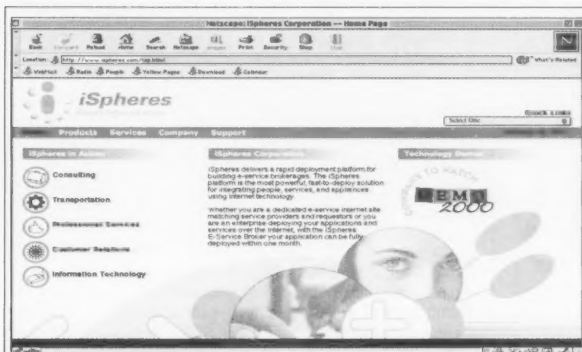 Netscape: iSpheres Corporation -- Home Page
Back Forward Reload Home Search Netscape Images Print Security Shop Stop
Location: http://www.ispheres.com/top.html What's Related
WebMail Radio People Yellow Pages Download Calendar
iSpheres
Quick Links
Select One
Products Services Company Support
iSpheres in Action
Consulting
Transportation
Professional Services
Customer Relations
Information Technology
iSpheres Corporation
iSpheres delivers a rapid deployment platform for
building e-service brokerages. The iSpheres
platform is the most powerful, fast-to-deploy solution
for integrating people, services, and appliances
using internet technology.
Whether you are a dedicated e-service internet site
matching service providers and requestors or you
are an enterprise deploying your applications and
services over the internet, with the iSpheres
E-Service Broker your application can be fully
deployed within one month.
Technology
TO WATCH
DEMO
2000